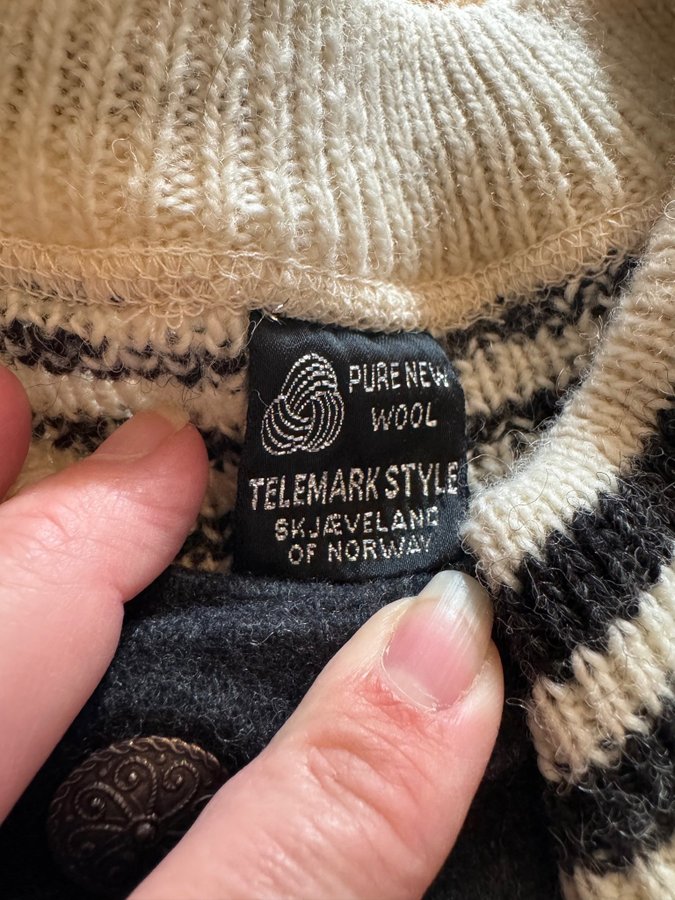 PURE NEW
WOOL
TELEMARK STYLE
SKJÆVELAND
OF NORWAY